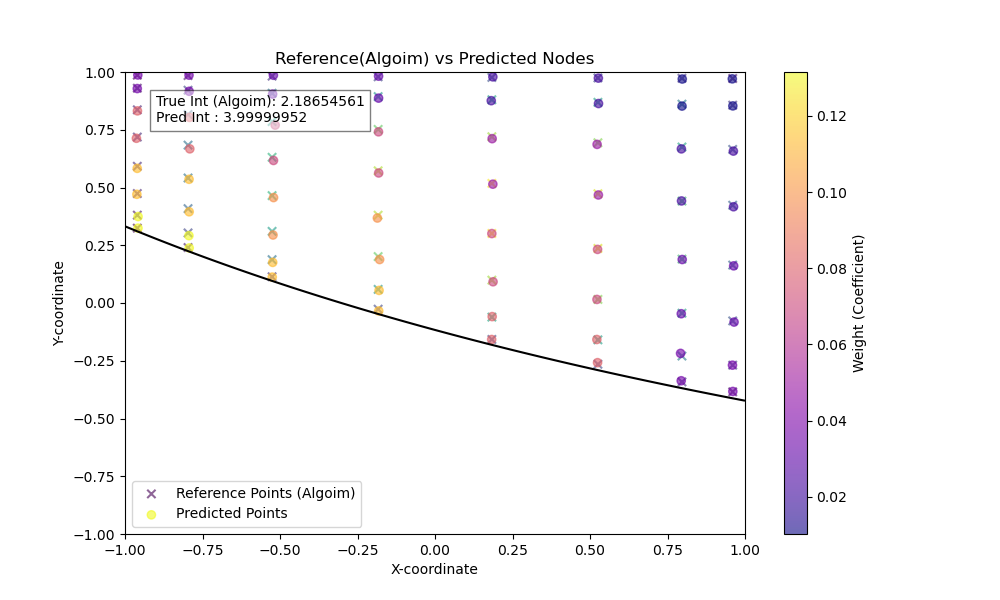 Reference(Algoim) vs Predicted Nodes
True Int (Algoim): 2.18654561
Pred Int : 3.99999952
1.00
0.75
0.50
0.25
0.00
−0.25
−0.50
−0.75
−1.00
Y-coordinate
Reference Points (Algoim)
Predicted Points
−1.00 −0.75 −0.50 −0.25 0.00 0.25 0.50 0.75 1.00
X-coordinate
0.12
0.10
0.08
0.06
0.04
0.02
Weight (Coefficient)